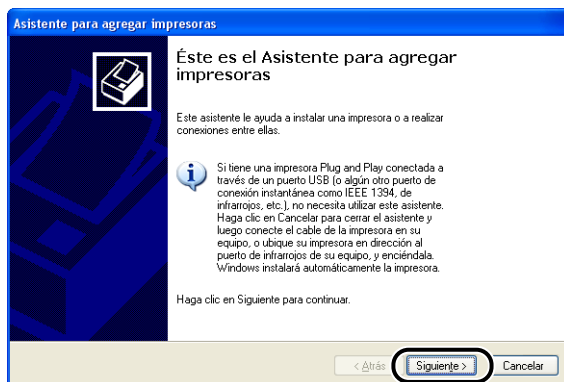 Asistente para agregar impresoras
Éste es el Asistente para agregar
impresoras
Este asistente le ayuda a instalar una impresora o a realizar
conexiones entre ellas.
Si tiene una impresora Plug and Play conectada a
través de un puerto USB (o algún otro puerto de
conexión instantánea como IEEE 1394, de
infrarrojos, etc.), no necesita utilizar este asistente.
Haga clic en Cancelar para cerrar el asistente y
luego conecte el cable de la impresora en su
equipo, o ubique su impresora en dirección al
puerto de infrarrojos de su equipo, y enciéndala.
Windows instalará automáticamente la impresora.
Haga clic en Siguiente para continuar.
< Atrás Siguiente > Cancelar